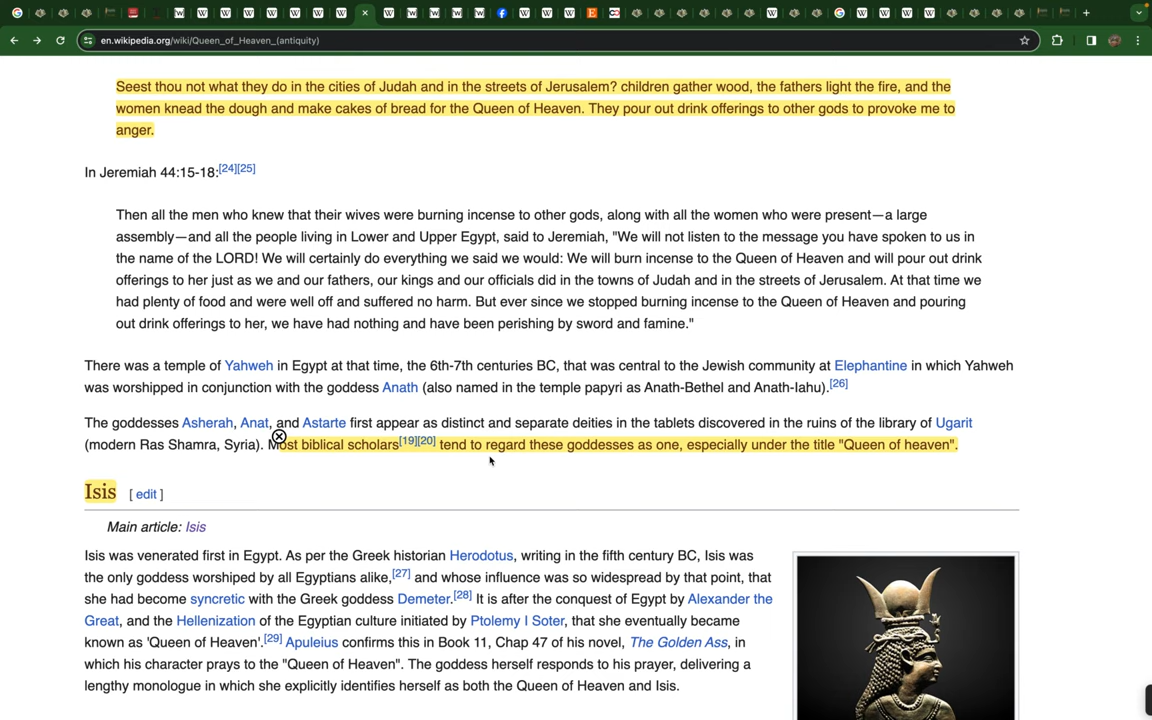 en.wikipedia.org/wiki/Queen_of_Heaven_(antiquity)
Seest thou not what they do in the cities of Judah and in the streets of Jerusalem? children gather wood, the fathers light the fire, and the
women knead the dough and make cakes of bread for the Queen of Heaven. They pour out drink offerings to other gods to provoke me to
anger.
In Jeremiah 44:15-18:[24][25]
Then all the men who knew that their wives were burning incense to other gods, along with all the women who were present—a large
assembly—and all the people living in Lower and Upper Egypt, said to Jeremiah, "We will not listen to the message you have spoken to us in
the name of the LORD! We will certainly do everything we said we would: We will burn incense to the Queen of Heaven and will pour out drink
offerings to her just as we and our fathers, our kings and our officials did in the towns of Judah and in the streets of Jerusalem. At that time we
had plenty of food and were well off and suffered no harm. But ever since we stopped burning incense to the Queen of Heaven and pouring
out drink offerings to her, we have had nothing and have been perishing by sword and famine."
There was a temple of Yahweh in Egypt at that time, the 6th-7th centuries BC, that was central to the Jewish community at Elephantine in which Yahweh
was worshipped in conjunction with the goddess Anath (also named in the temple papyri as Anath-Bethel and Anath-Iahu).[26]
The goddesses Asherah, Anat, and Astarte first appear as distinct and separate deities in the tablets discovered in the ruins of the library of Ugarit
(modern Ras Shamra, Syria). Most biblical scholars[19][20] tend to regard these goddesses as one, especially under the title "Queen of heaven".
Isis [ edit ]
Main article: Isis
Isis was venerated first in Egypt. As per the Greek historian Herodotus, writing in the fifth century BC, Isis was
the only goddess worshiped by all Egyptians alike,[27] and whose influence was so widespread by that point, that
she had become syncretic with the Greek goddess Demeter.[28] It is after the conquest of Egypt by Alexander the
Great, and the Hellenization of the Egyptian culture initiated by Ptolemy I Soter, that she eventually became
known as 'Queen of Heaven'.[29] Apuleius confirms this in Book 11, Chap 47 of his novel, The Golden Ass, in
which his character prays to the "Queen of Heaven". The goddess herself responds to his prayer, delivering a
lengthy monologue in which she explicitly identifies herself as both the Queen of Heaven and Isis.